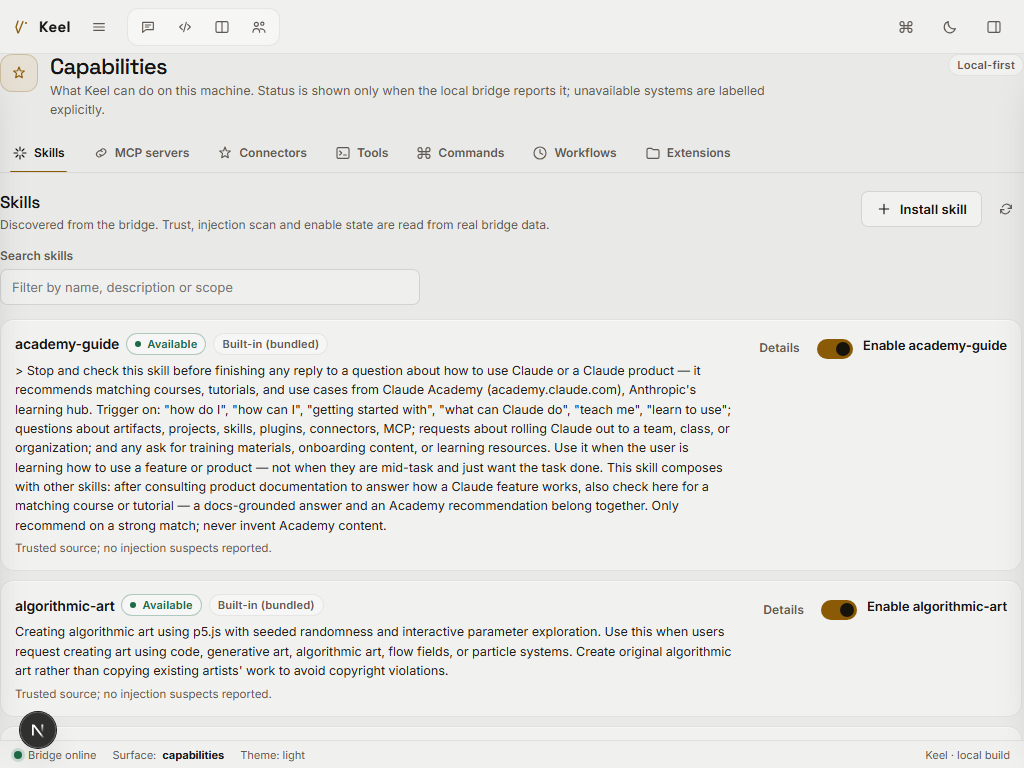 Keel
Capabilities
Local-first
What Keel can do on this machine. Status is shown only when the local bridge reports it; unavailable systems are labelled
explicitly.
Skills
MCP servers
Connectors
Tools
Commands
Workflows
Extensions
Skills
Discovered from the bridge. Trust, injection scan and enable state are read from real bridge data.
Install skill
Search skills
Filter by name, description or scope
academy-guide Available Built-in (bundled)
Details
Enable academy-guide
> Stop and check this skill before finishing any reply to a question about how to use Claude or a Claude product — it
recommends matching courses, tutorials, and use cases from Claude Academy (academy.claude.com), Anthropic's
learning hub. Trigger on: "how do I", "how can I", "getting started with", "what can Claude do", "teach me", "learn to use";
questions about artifacts, projects, skills, plugins, connectors, MCP; requests about rolling Claude out to a team, class, or
organization; and any ask for training materials, onboarding content, or learning resources. Use it when the user is
learning how to use a feature or product — not when they are mid-task and just want the task done. This skill composes
with other skills: after consulting product documentation to answer how a Claude feature works, also check here for a
matching course or tutorial — a docs-grounded answer and an Academy recommendation belong together. Only
recommend on a strong match; never invent Academy content.
Trusted source; no injection suspects reported.
algorithmic-art Available Built-in (bundled)
Details
Enable algorithmic-art
Creating algorithmic art using p5.js with seeded randomness and interactive parameter exploration. Use this when users
request creating art using code, generative art, algorithmic art, flow fields, or particle systems. Create original algorithmic
art rather than copying existing artists' work to avoid copyright violations.
Trusted source; no injection suspects reported.
N
Bridge online
Surface: capabilities
Theme: light
Keel · local build